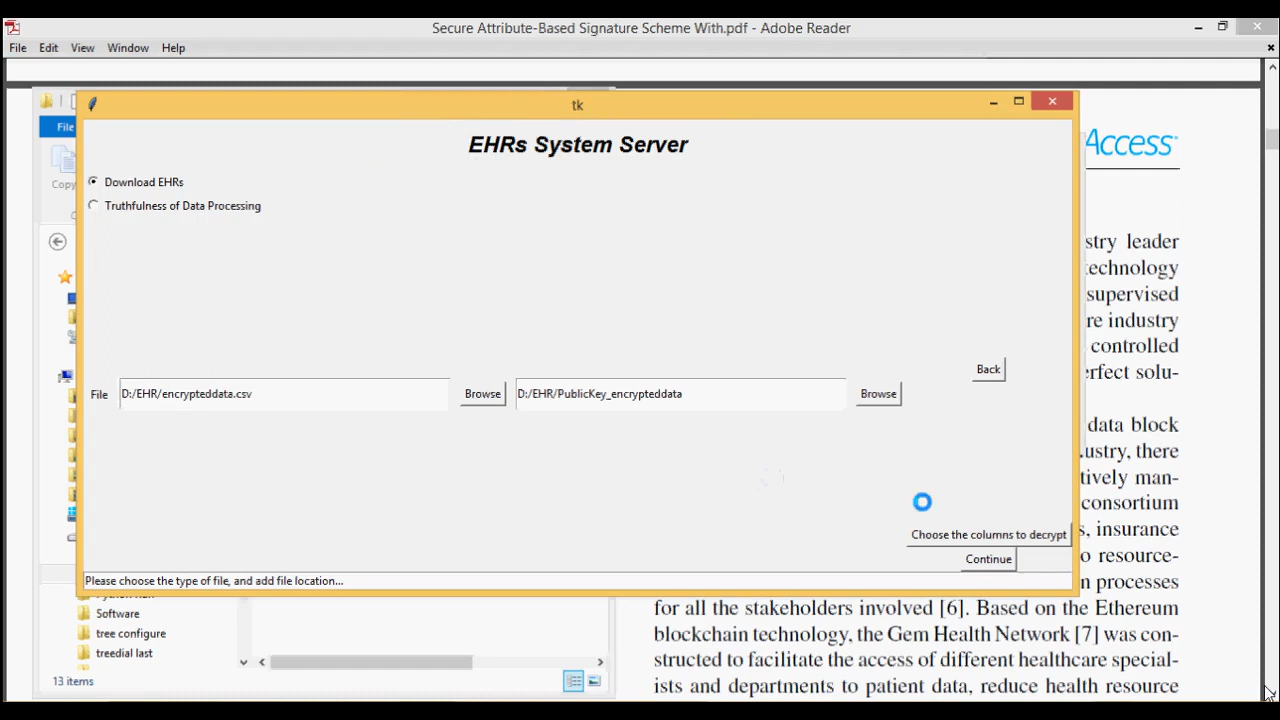 Secure Attribute-Based Signature Scheme With.pdf - Adobe Reader
File Edit View Window Help
File
tk
EHRs System Server
Access
Copy
Download EHRs
Truthfulness of Data Processing
stry leader
technology
supervised
re industry
controlled
Back
rfect solu-
File D:/EHR/encrypteddata.csv Browse D:/EHR/PublicKey_encrypteddata Browse
data block
ustry, there
tively man-
consortium
Choose the columns to decrypt
s, insurance
Continue
o resource-
Please choose the type of file, and add file location...
n processes
Software
tree configure
treedial last
13 items
for all the stakeholders involved [6]. Based on the Ethereum
blockchain technology, the Gem Health Network [7] was con-
structed to facilitate the access of different healthcare special-
ists and departments to patient data, reduce health resource